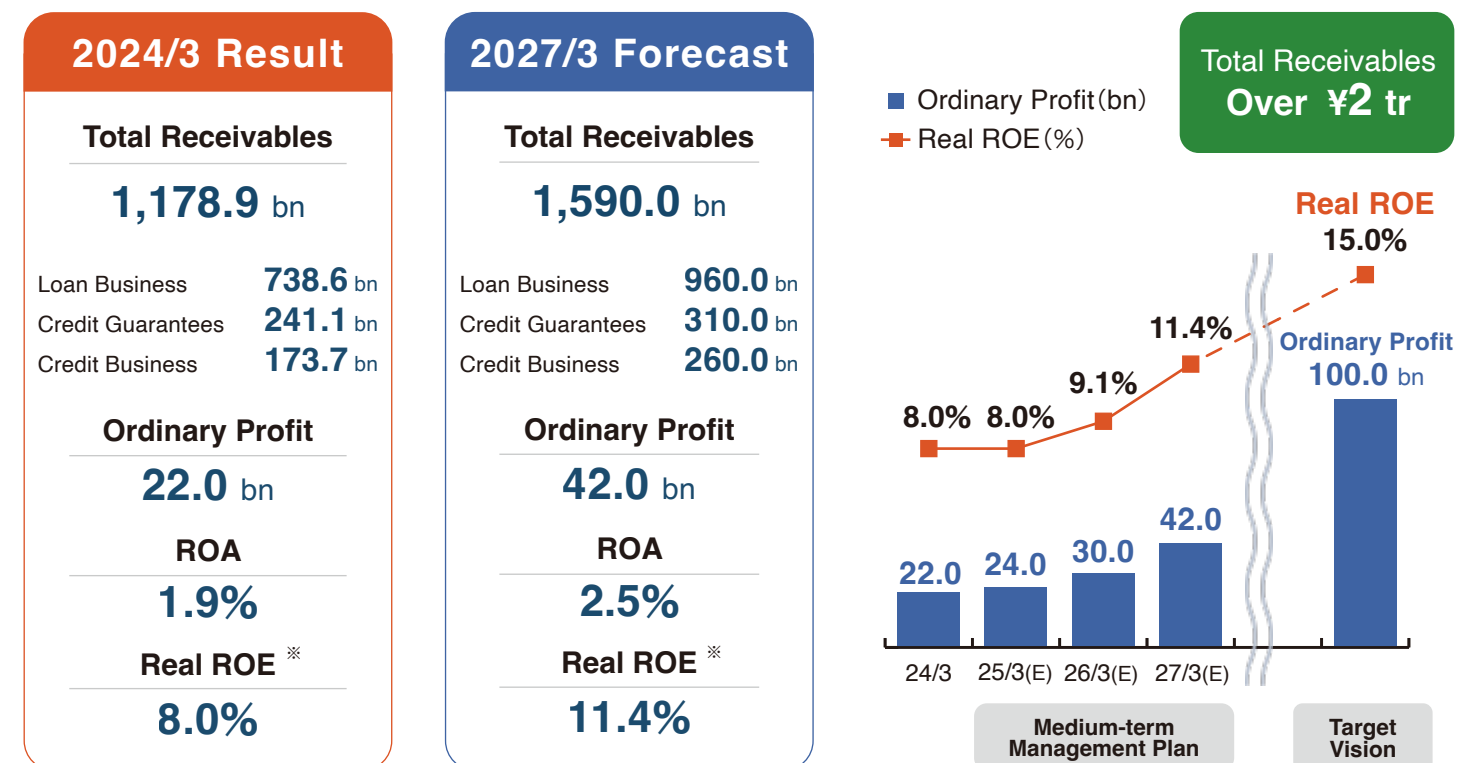 2024/3 Result
Total Receivables
1,178.9 bn
Loan Business 738.6 bn
Credit Guarantees 241.1 bn
Credit Business 173.7 bn
Ordinary Profit
22.0 bn
ROA
1.9%
Real ROE ※
8.0%
2027/3 Forecast
Total Receivables
1,590.0 bn
Loan Business 960.0 bn
Credit Guarantees 310.0 bn
Credit Business 260.0 bn
Ordinary Profit
42.0 bn
ROA
2.5%
Real ROE ※
11.4%
Ordinary Profit(bn)
Real ROE(%)
Total Receivables
Over ¥2 tr
Real ROE
15.0%
11.4%
9.1%
8.0% 8.0%
Ordinary Profit
100.0 bn
22.0 24.0 30.0 42.0
24/3 25/3(E) 26/3(E) 27/3(E)
Medium-term
Management Plan
Target
Vision